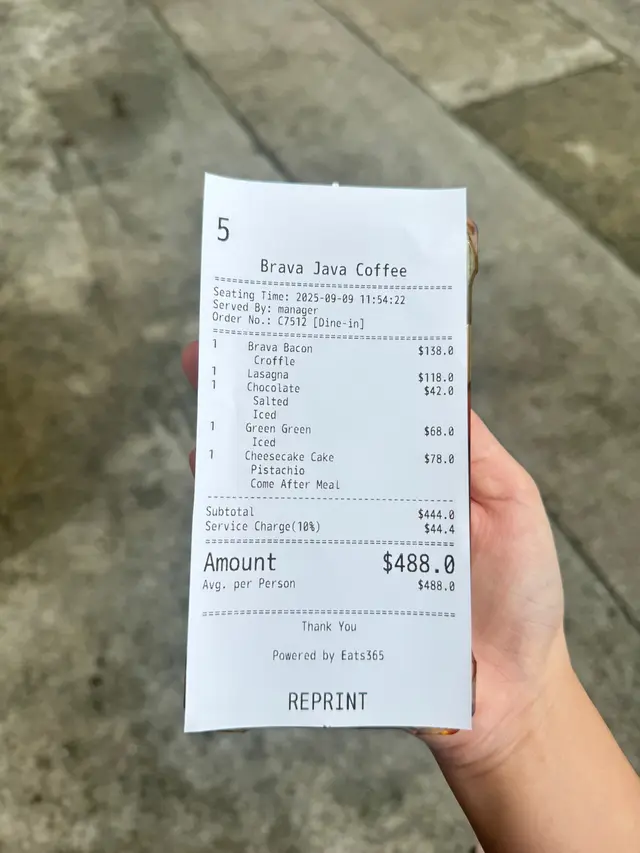 5
Brava Java Coffee
Seating Time: 2025-09-09 11:54:22
Served By: manager
Order No.: C7512 [Dine-in]
1 Brava Bacon $138.0
Croffle
1 Lasagna $118.0
1 Chocolate $42.0
Salted
Iced
1 Green Green $68.0
Iced
1 Cheesecake Cake $78.0
Pistachio
Come After Meal
Subtotal $444.0
Service Charge(10%) $44.4
Amount $488.0
Avg. per Person $488.0
Thank You
Powered by Eats365
REPRINT